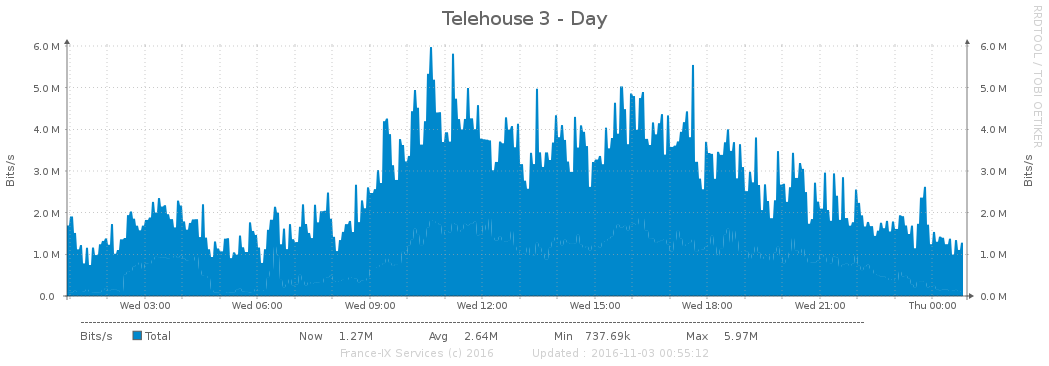 Telehouse 3 - Day
RRDTOOL / TOBI OETIKER
Bits/s
Bits/s
6.0 M 6.0 M
5.0 M 5.0 M
4.0 M 4.0 M
3.0 M 3.0 M
2.0 M 2.0 M
1.0 M 1.0 M
0.0 0.0 M
Wed 03:00 Wed 06:00 Wed 09:00 Wed 12:00 Wed 15:00 Wed 18:00 Wed 21:00 Thu 00:00
Bits/s Total Now 1.27M Avg 2.64M Min 737.69k Max 5.97M
France-IX Services (c) 2016 Updated : 2016-11-03 00:55:12